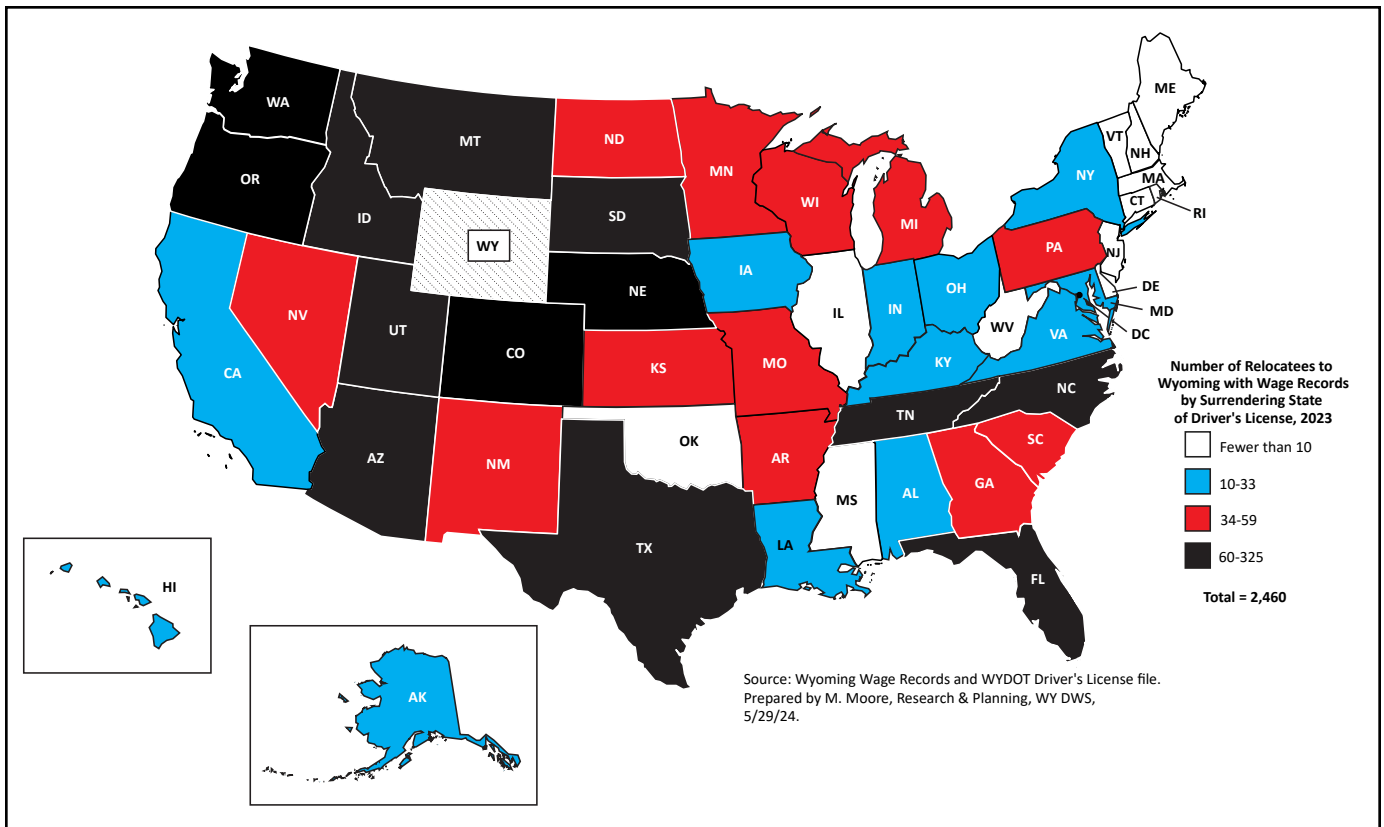 WA
OR
CA
NV
ID
MT
WY
UT
AZ
CO
NM
ND
SD
NE
KS
OK
TX
MN
IA
MO
AR
LA
WI
IL
MS
MI
IN
KY
TN
AL
OH
WV
VA
NC
SC
GA
FL
PA
NY
ME
VT
NH
MA
CT
RI
NJ
DE
MD
DC
HI
AK
Number of Relocatees to
Wyoming with Wage Records
by Surrendering State
of Driver's License, 2023
Fewer than 10
10-33
34-59
60-325
Total = 2,460
Source: Wyoming Wage Records and WYDOT Driver's License file.
Prepared by M. Moore, Research & Planning, WY DWS,
5/29/24.